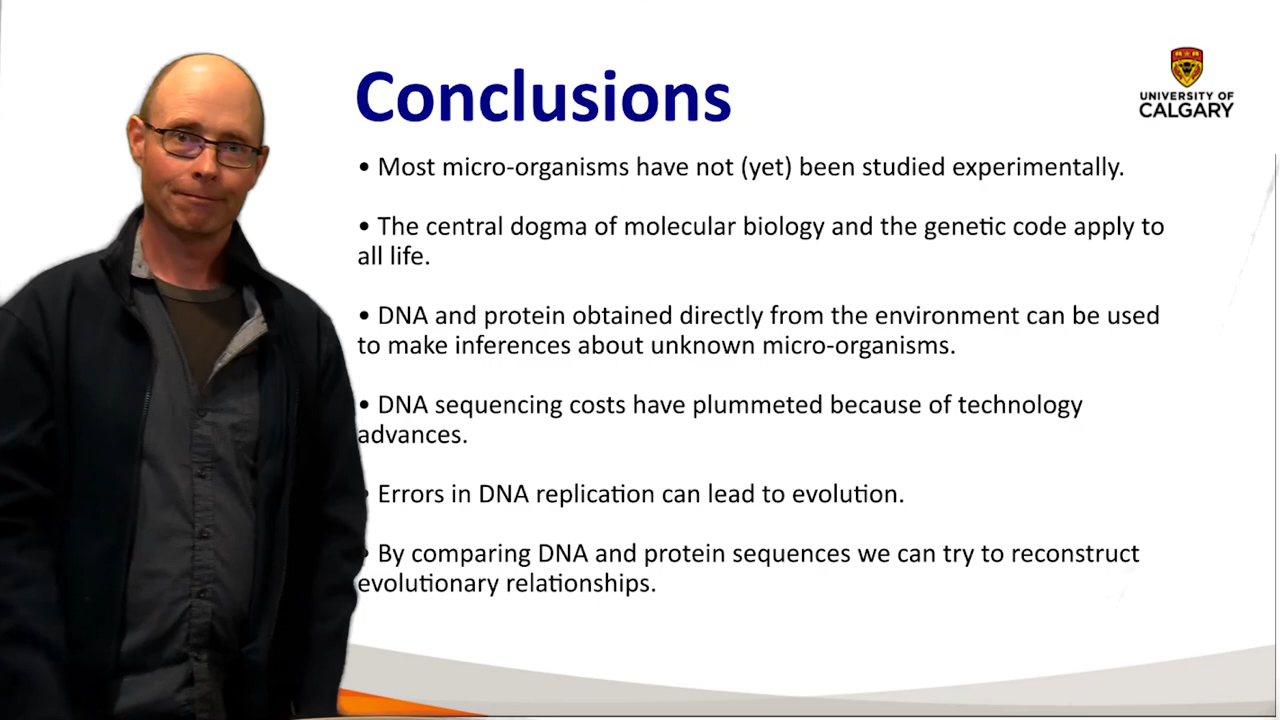 Conclusions
UNIVERSITY OF
CALGARY
• Most micro-organisms have not (yet) been studied experimentally.
• The central dogma of molecular biology and the genetic code apply to
all life.
• DNA and protein obtained directly from the environment can be used
to make inferences about unknown micro-organisms.
• DNA sequencing costs have plummeted because of technology
advances.
• Errors in DNA replication can lead to evolution.
• By comparing DNA and protein sequences we can try to reconstruct
evolutionary relationships.